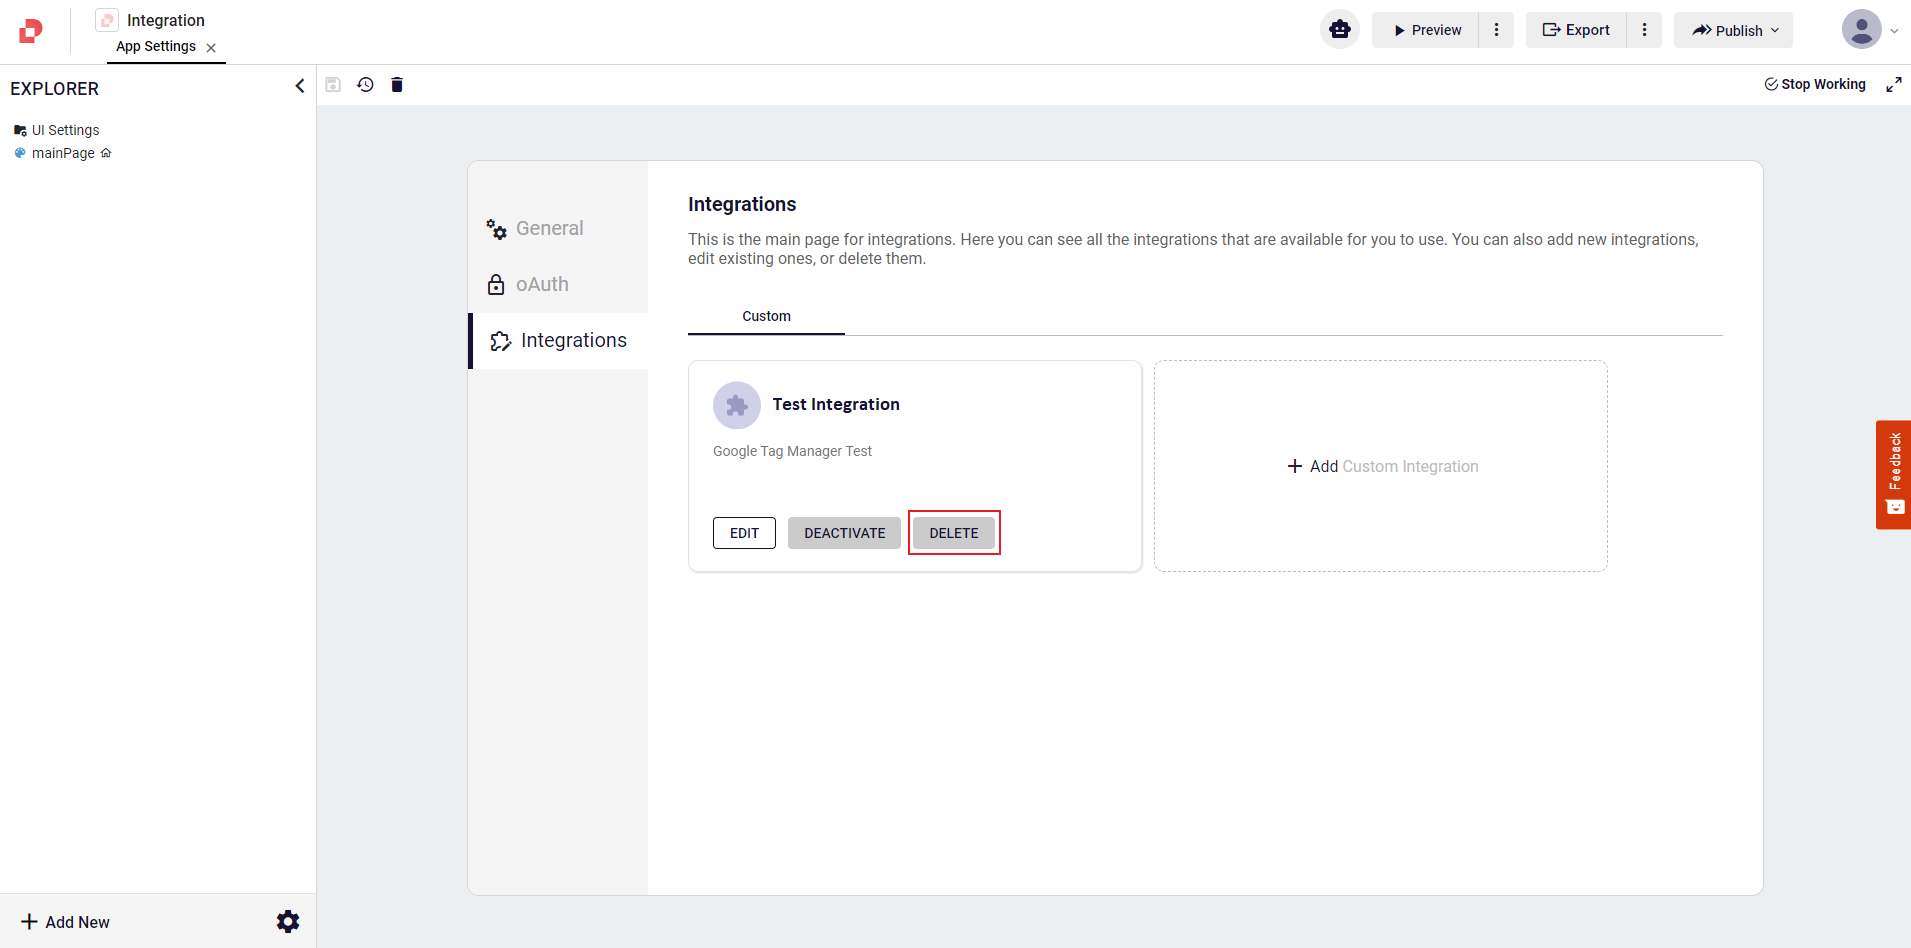 Integration
App Settings
Preview
Export
Publish
EXPLORER
Stop Working
UI Settings
mainPage
General
oAuth
Integrations
Integrations
This is the main page for integrations. Here you can see all the integrations that are available for you to use. You can also add new integrations,
edit existing ones, or delete them.
Custom
Test Integration
Google Tag Manager Test
EDIT
DEACTIVATE
DELETE
Add Custom Integration
Feedback
Add New